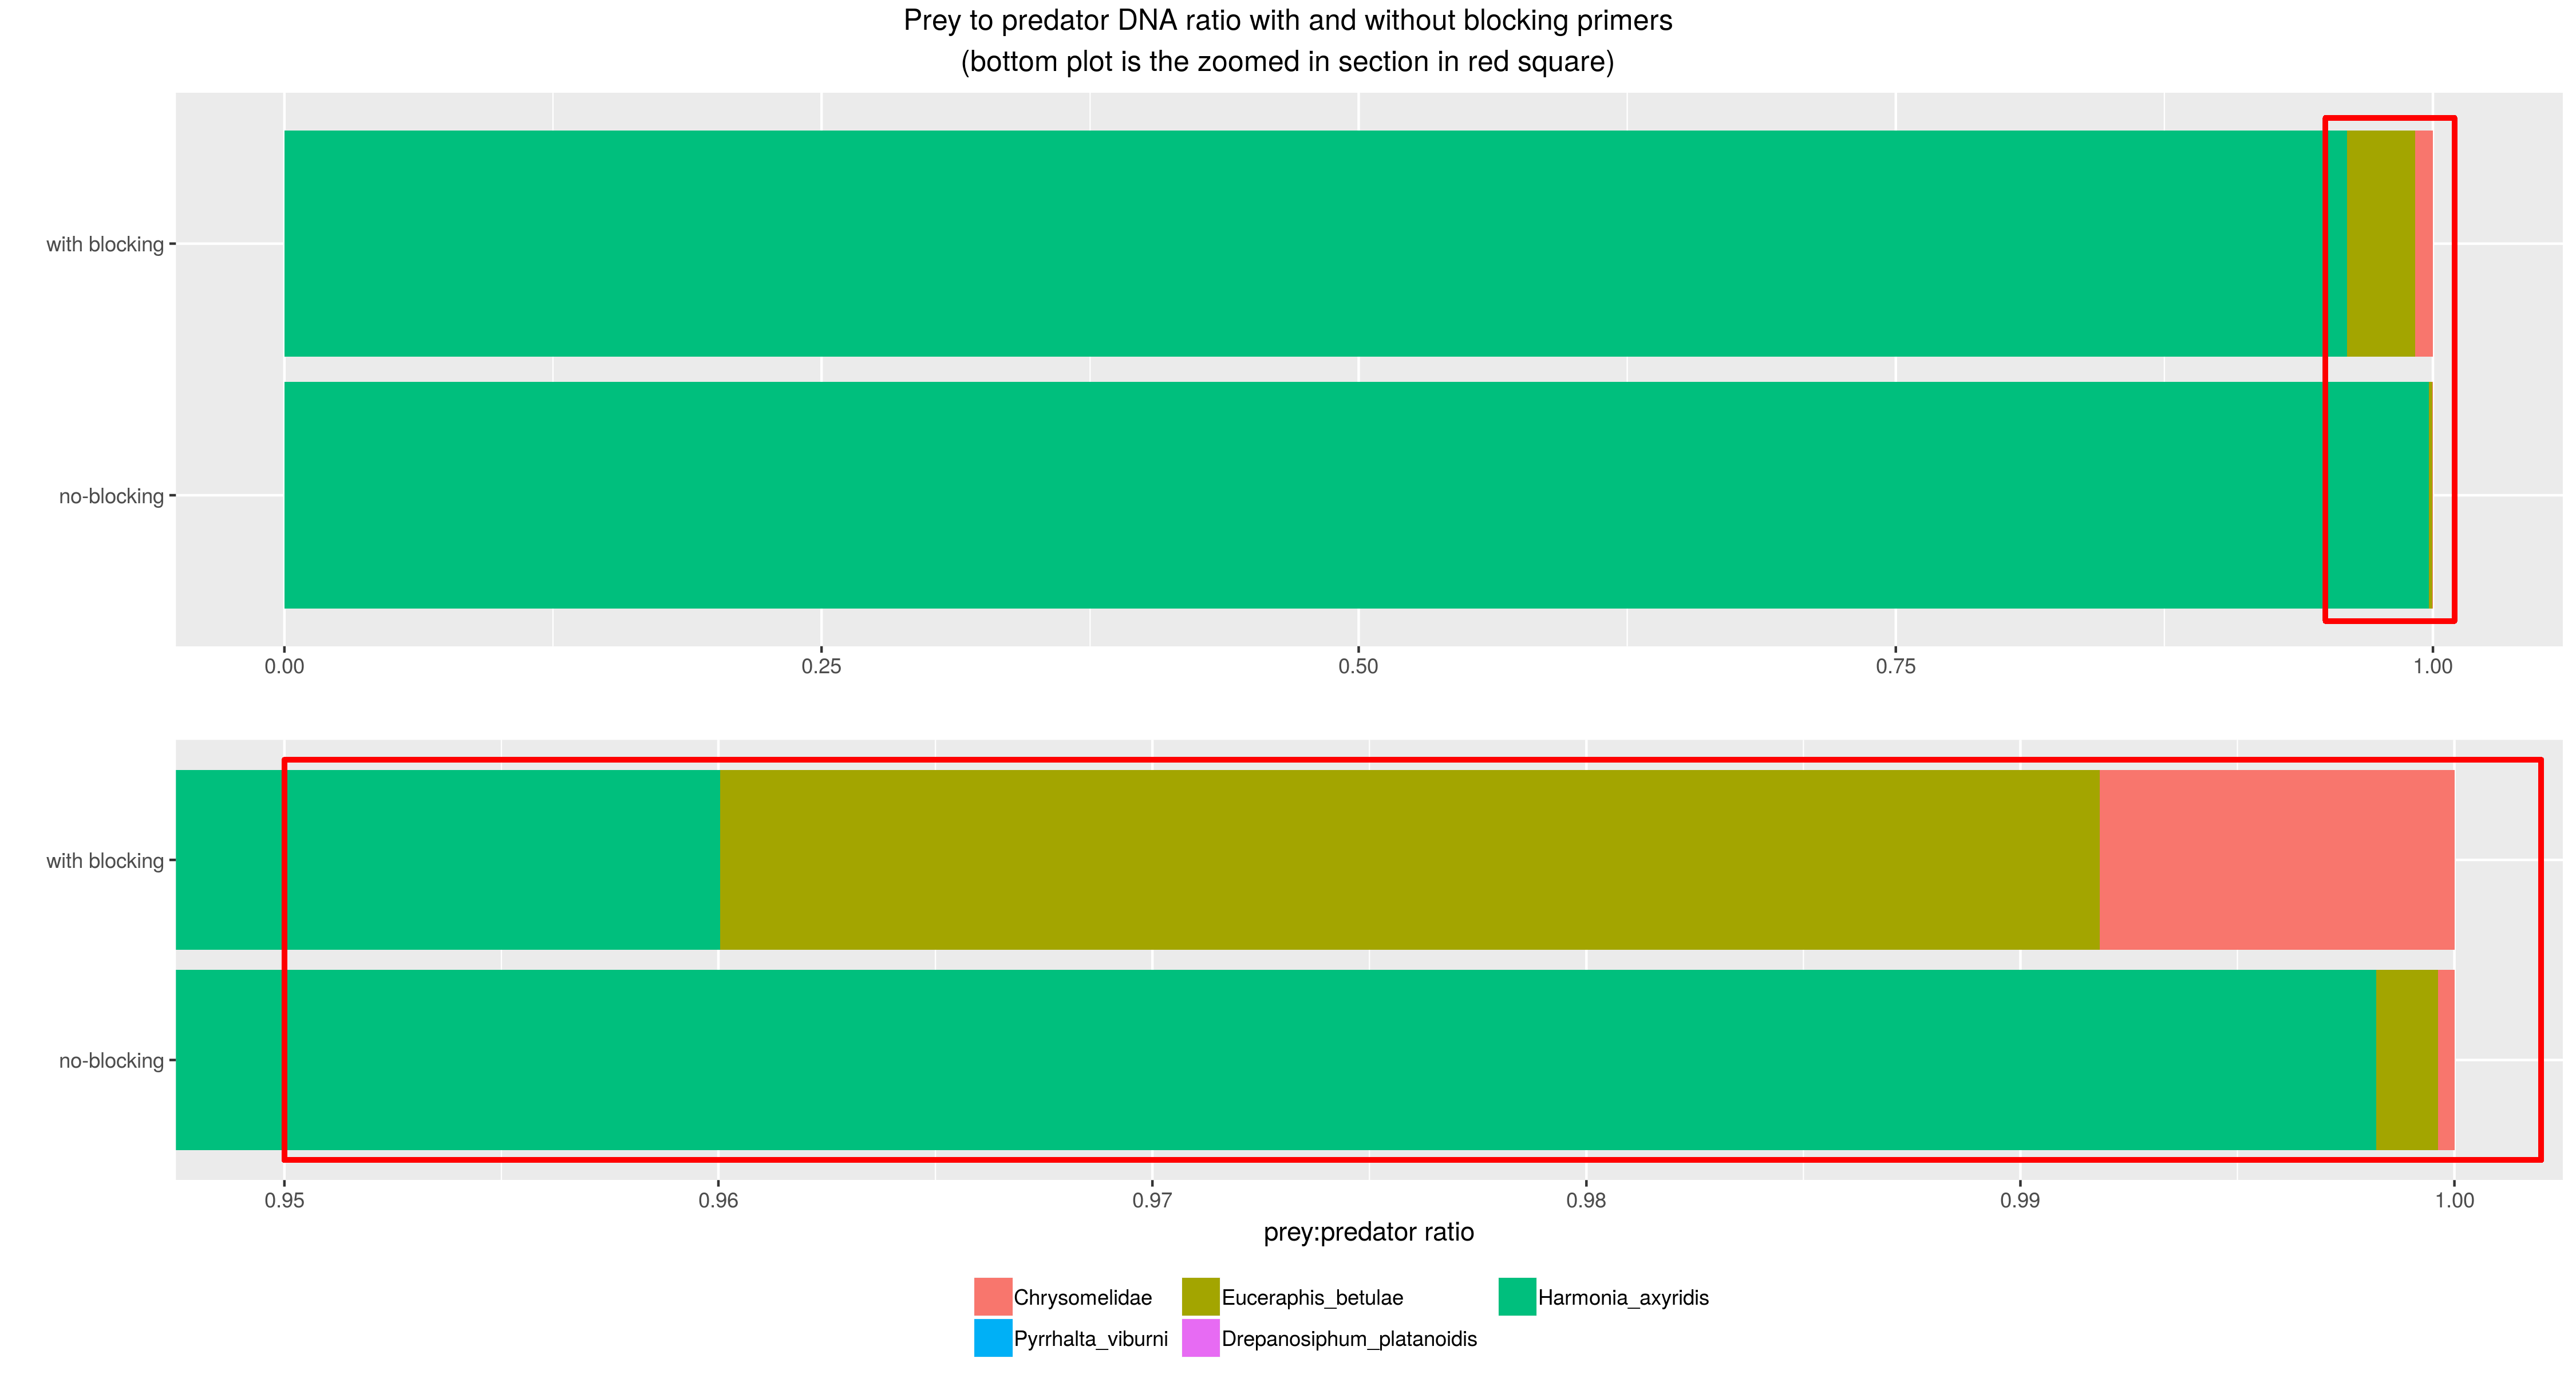 Prey to predator DNA ratio with and without blocking primers
(bottom plot is the zoomed in section in red square)
with blocking
no-blocking
0.00 0.25 0.50 0.75 1.00
with blocking
no-blocking
0.95 0.96 0.97 0.98 0.99 1.00
prey:predator ratio
Chrysomelidae Euceraphis_betulae Harmonia_axyridis
Pyrrhalta_viburni Drepanosiphum_platanoidis